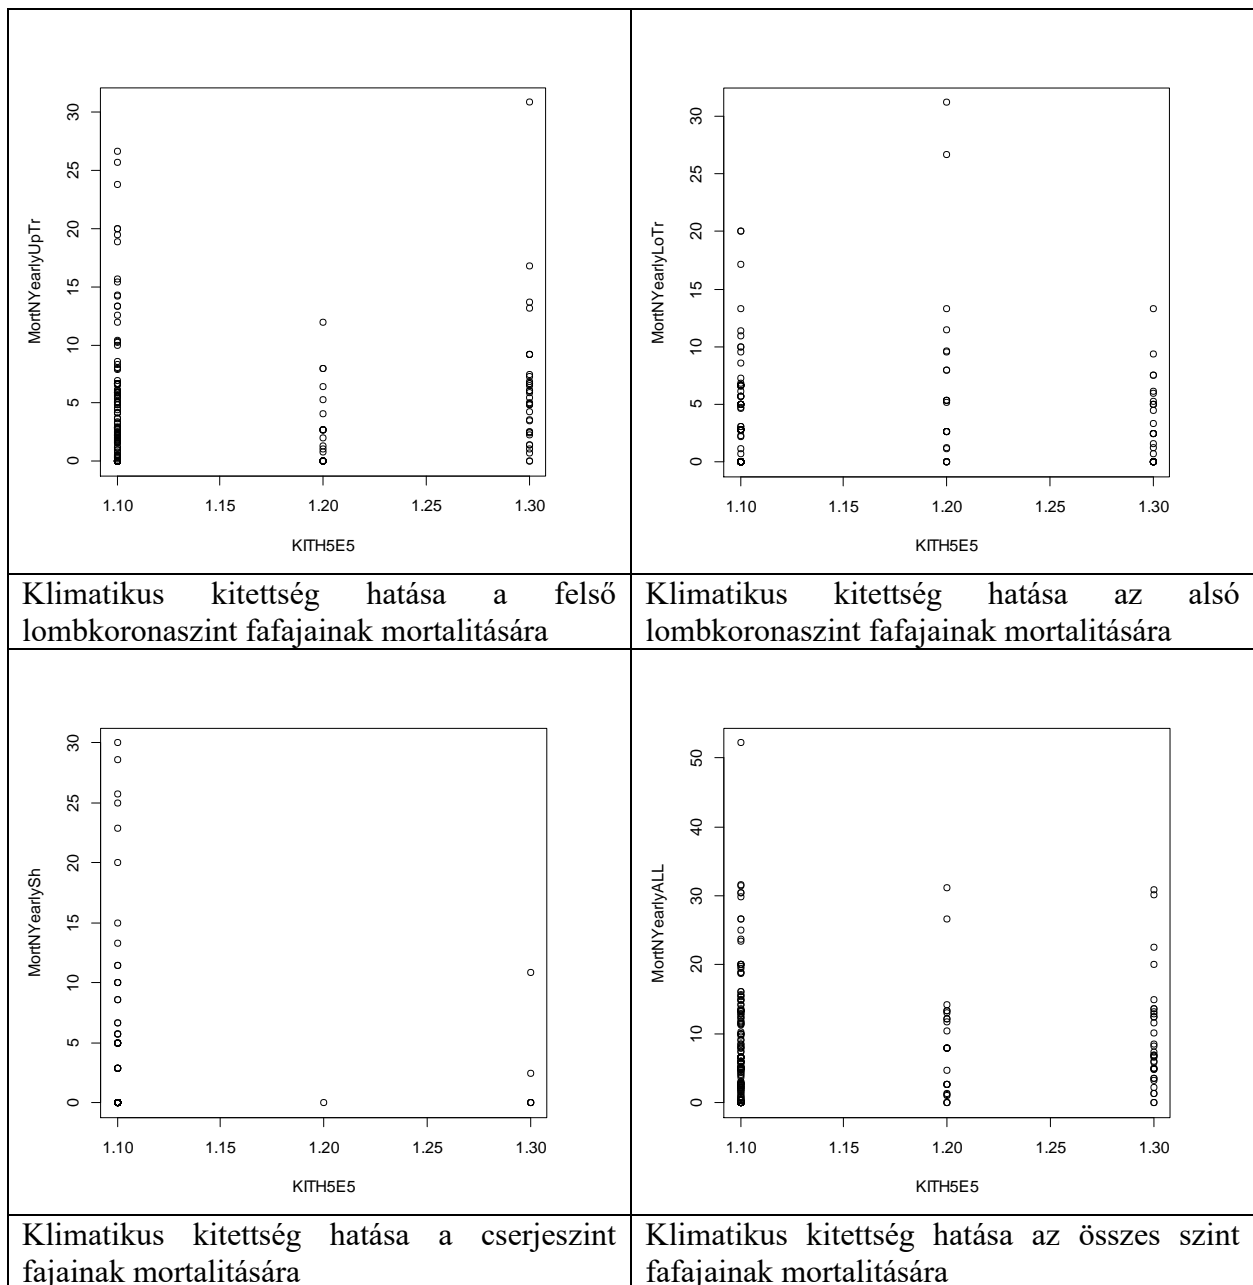 30
25
20
15
10
5
0
MortNYearlyUpTr
1.10 1.15 1.20 1.25 1.30
KITH5E5
Klimatikus kitettség hatása a felső
lombkoronaszint fafajainak mortalitására
30
25
20
15
10
5
0
MortNYearlyLoTr
1.10 1.15 1.20 1.25 1.30
KITH5E5
Klimatikus kitettség hatása az alsó
lombkoronaszint fafajainak mortalitására
30
25
20
15
10
5
0
MortNYearlySh
1.10 1.15 1.20 1.25 1.30
KITH5E5
Klimatikus kitettség hatása a cserjeszint
fajainak mortalitására
50
40
30
20
10
0
MortNYearlyALL
1.10 1.15 1.20 1.25 1.30
KITH5E5
Klimatikus kitettség hatása az összes szint
fafajainak mortalitására